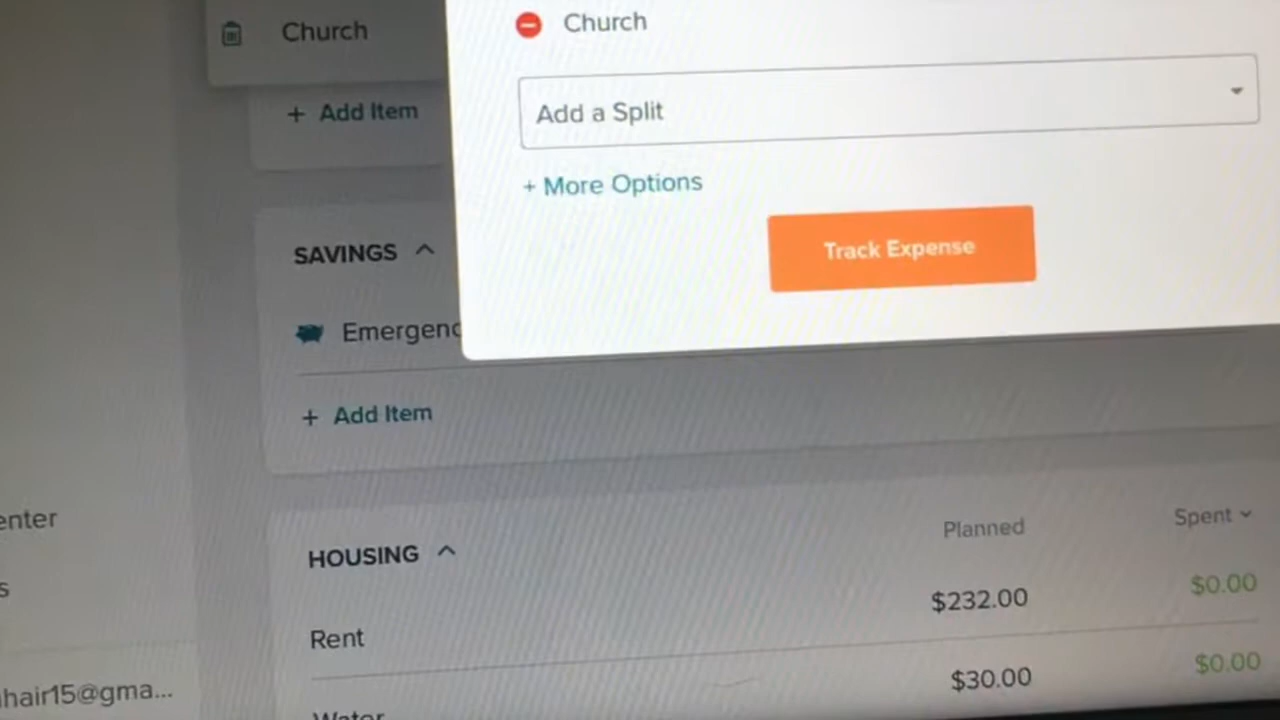 Church
Church
Add a Split
+ Add Item
+ More Options
Track Expense
SAVINGS
Emergenc
+ Add Item
enter
s
HOUSING
Planned
Spent
Rent
$232.00
$0.00
Water
$30.00
$0.00
hair15@gma...